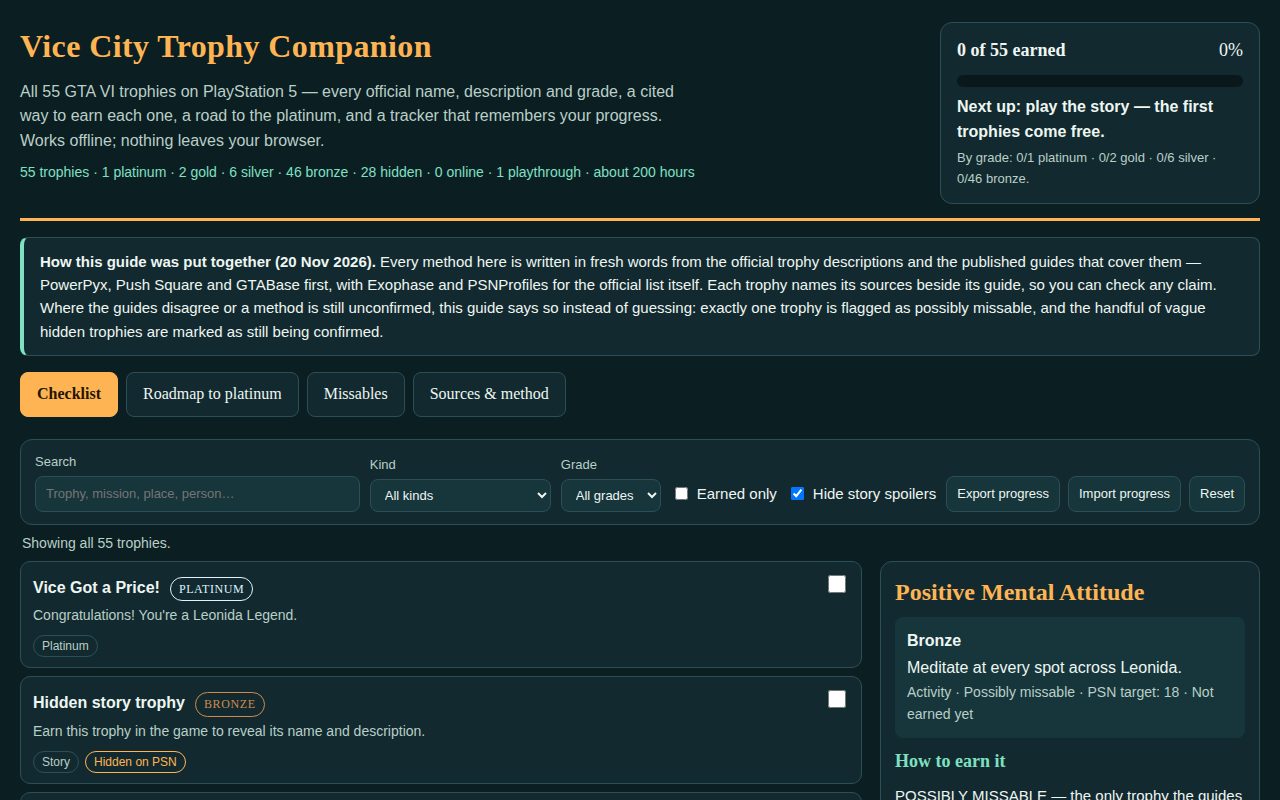 Vice City Trophy Companion
All 55 GTA VI trophies on PlayStation 5 — every official name, description and grade, a cited
way to earn each one, a road to the platinum, and a tracker that remembers your progress.
Works offline; nothing leaves your browser.
55 trophies · 1 platinum · 2 gold · 6 silver · 46 bronze · 28 hidden · 0 online · 1 playthrough · about 200 hours
0 of 55 earned 0%
Next up: play the story — the first
trophies come free.
By grade: 0/1 platinum · 0/2 gold · 0/6 silver ·
0/46 bronze.
How this guide was put together (20 Nov 2026). Every method here is written in fresh words from the official trophy descriptions and the published guides that cover them —
PowerPyx, Push Square and GTABase first, with Exophase and PSNProfiles for the official list itself. Each trophy names its sources beside its guide, so you can check any claim.
Where the guides disagree or a method is still unconfirmed, this guide says so instead of guessing: exactly one trophy is flagged as possibly missable, and the handful of vague
hidden trophies are marked as still being confirmed.
Checklist Roadmap to platinum Missables Sources & method
Search Kind Grade
Trophy, mission, place, person… All kinds All grades Earned only Hide story spoilers Export progress Import progress Reset
Showing all 55 trophies.
Vice Got a Price! PLATINUM
Congratulations! You're a Leonida Legend.
Platinum
Hidden story trophy BRONZE
Earn this trophy in the game to reveal its name and description.
Story Hidden on PSN
Positive Mental Attitude
Bronze
Meditate at every spot across Leonida.
Activity · Possibly missable · PSN target: 18 · Not
earned yet
How to earn it
POSSIBLY MISSABLE — the only trophy the guides